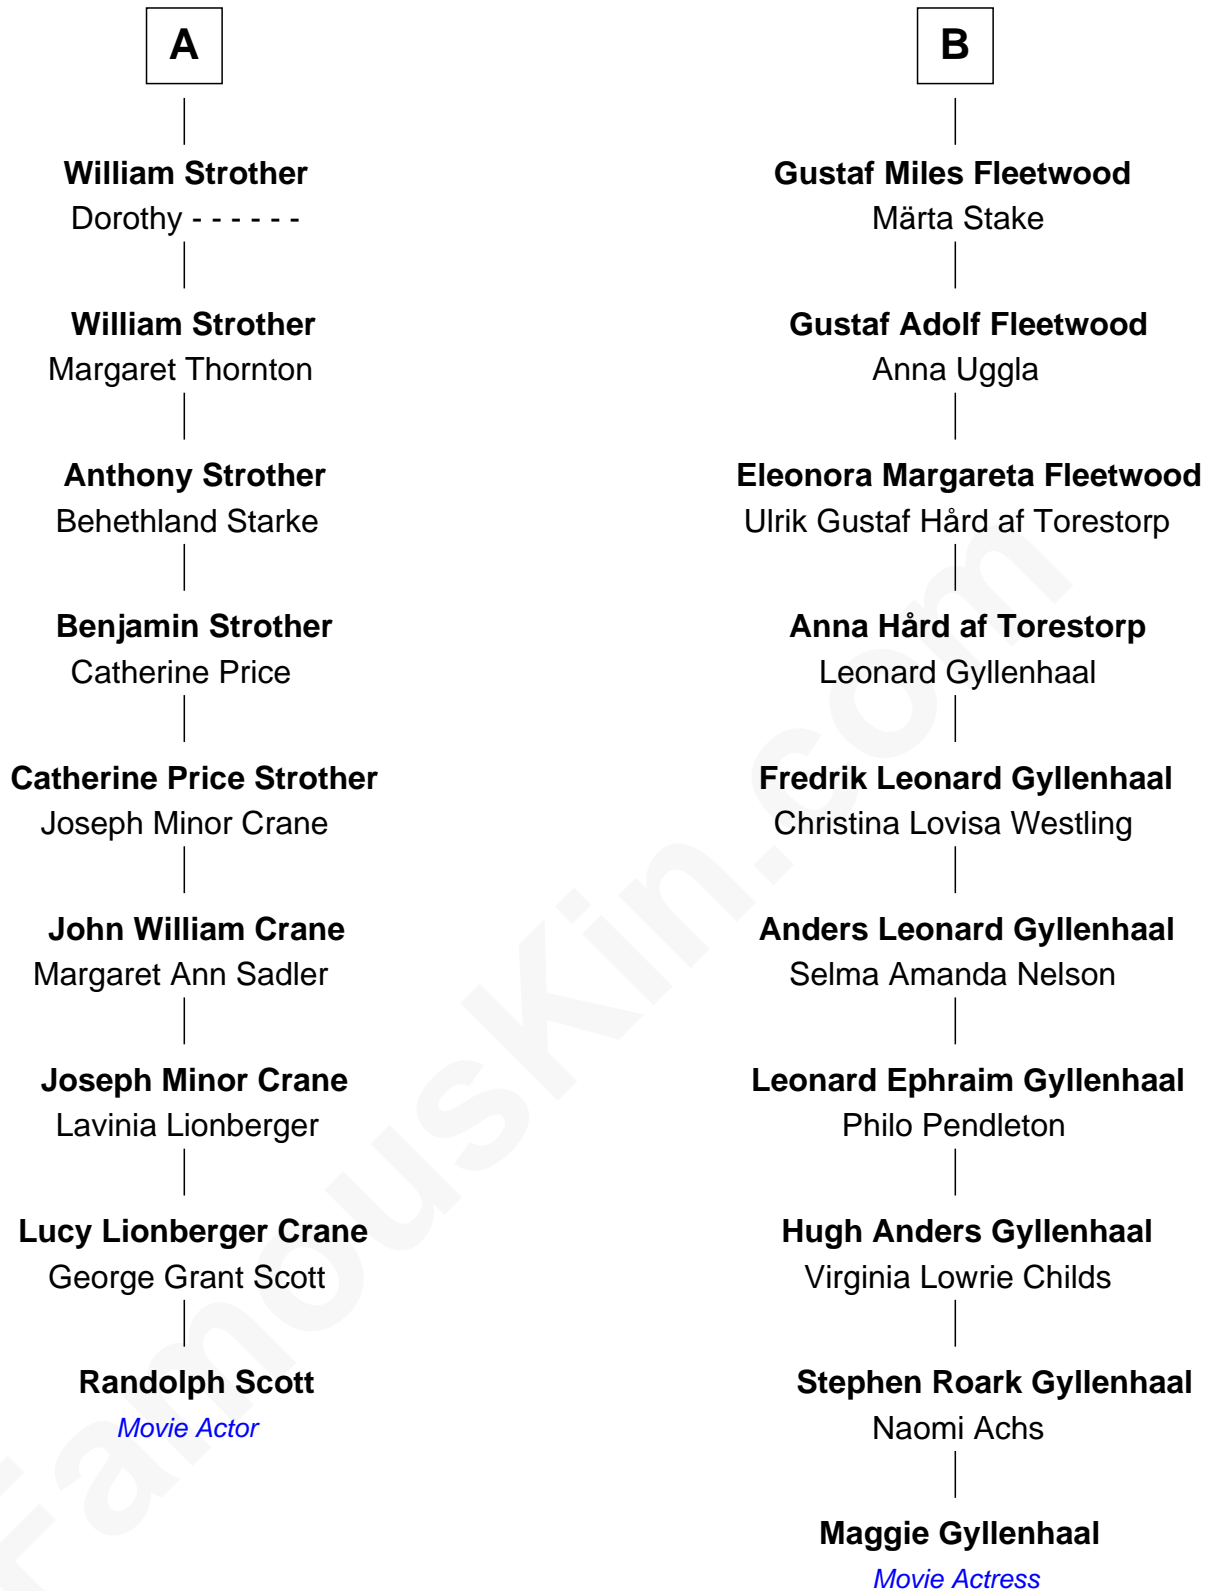 A
William Strother
Dorothy - - - - - -
William Strother
Margaret Thornton
Anthony Strother
Behethland Starke
Benjamin Strother
Catherine Price
Catherine Price Strother
Joseph Minor Crane
John William Crane
Margaret Ann Sadler
Joseph Minor Crane
Lavinia Lionberger
Lucy Lionberger Crane
George Grant Scott
Randolph Scott
Movie Actor
B
Gustaf Miles Fleetwood
Märta Stake
Gustaf Adolf Fleetwood
Anna Uggla
Eleonora Margareta Fleetwood
Ulrik Gustaf Hård af Torestorp
Anna Hård af Torestorp
Leonard Gyllenhaal
Fredrik Leonard Gyllenhaal
Christina Lovisa Westling
Anders Leonard Gyllenhaal
Selma Amanda Nelson
Leonard Ephraim Gyllenhaal
Philo Pendleton
Hugh Anders Gyllenhaal
Virginia Lowrie Childs
Stephen Roark Gyllenhaal
Naomi Achs
Maggie Gyllenhaal
Movie Actress
FamousKin.com